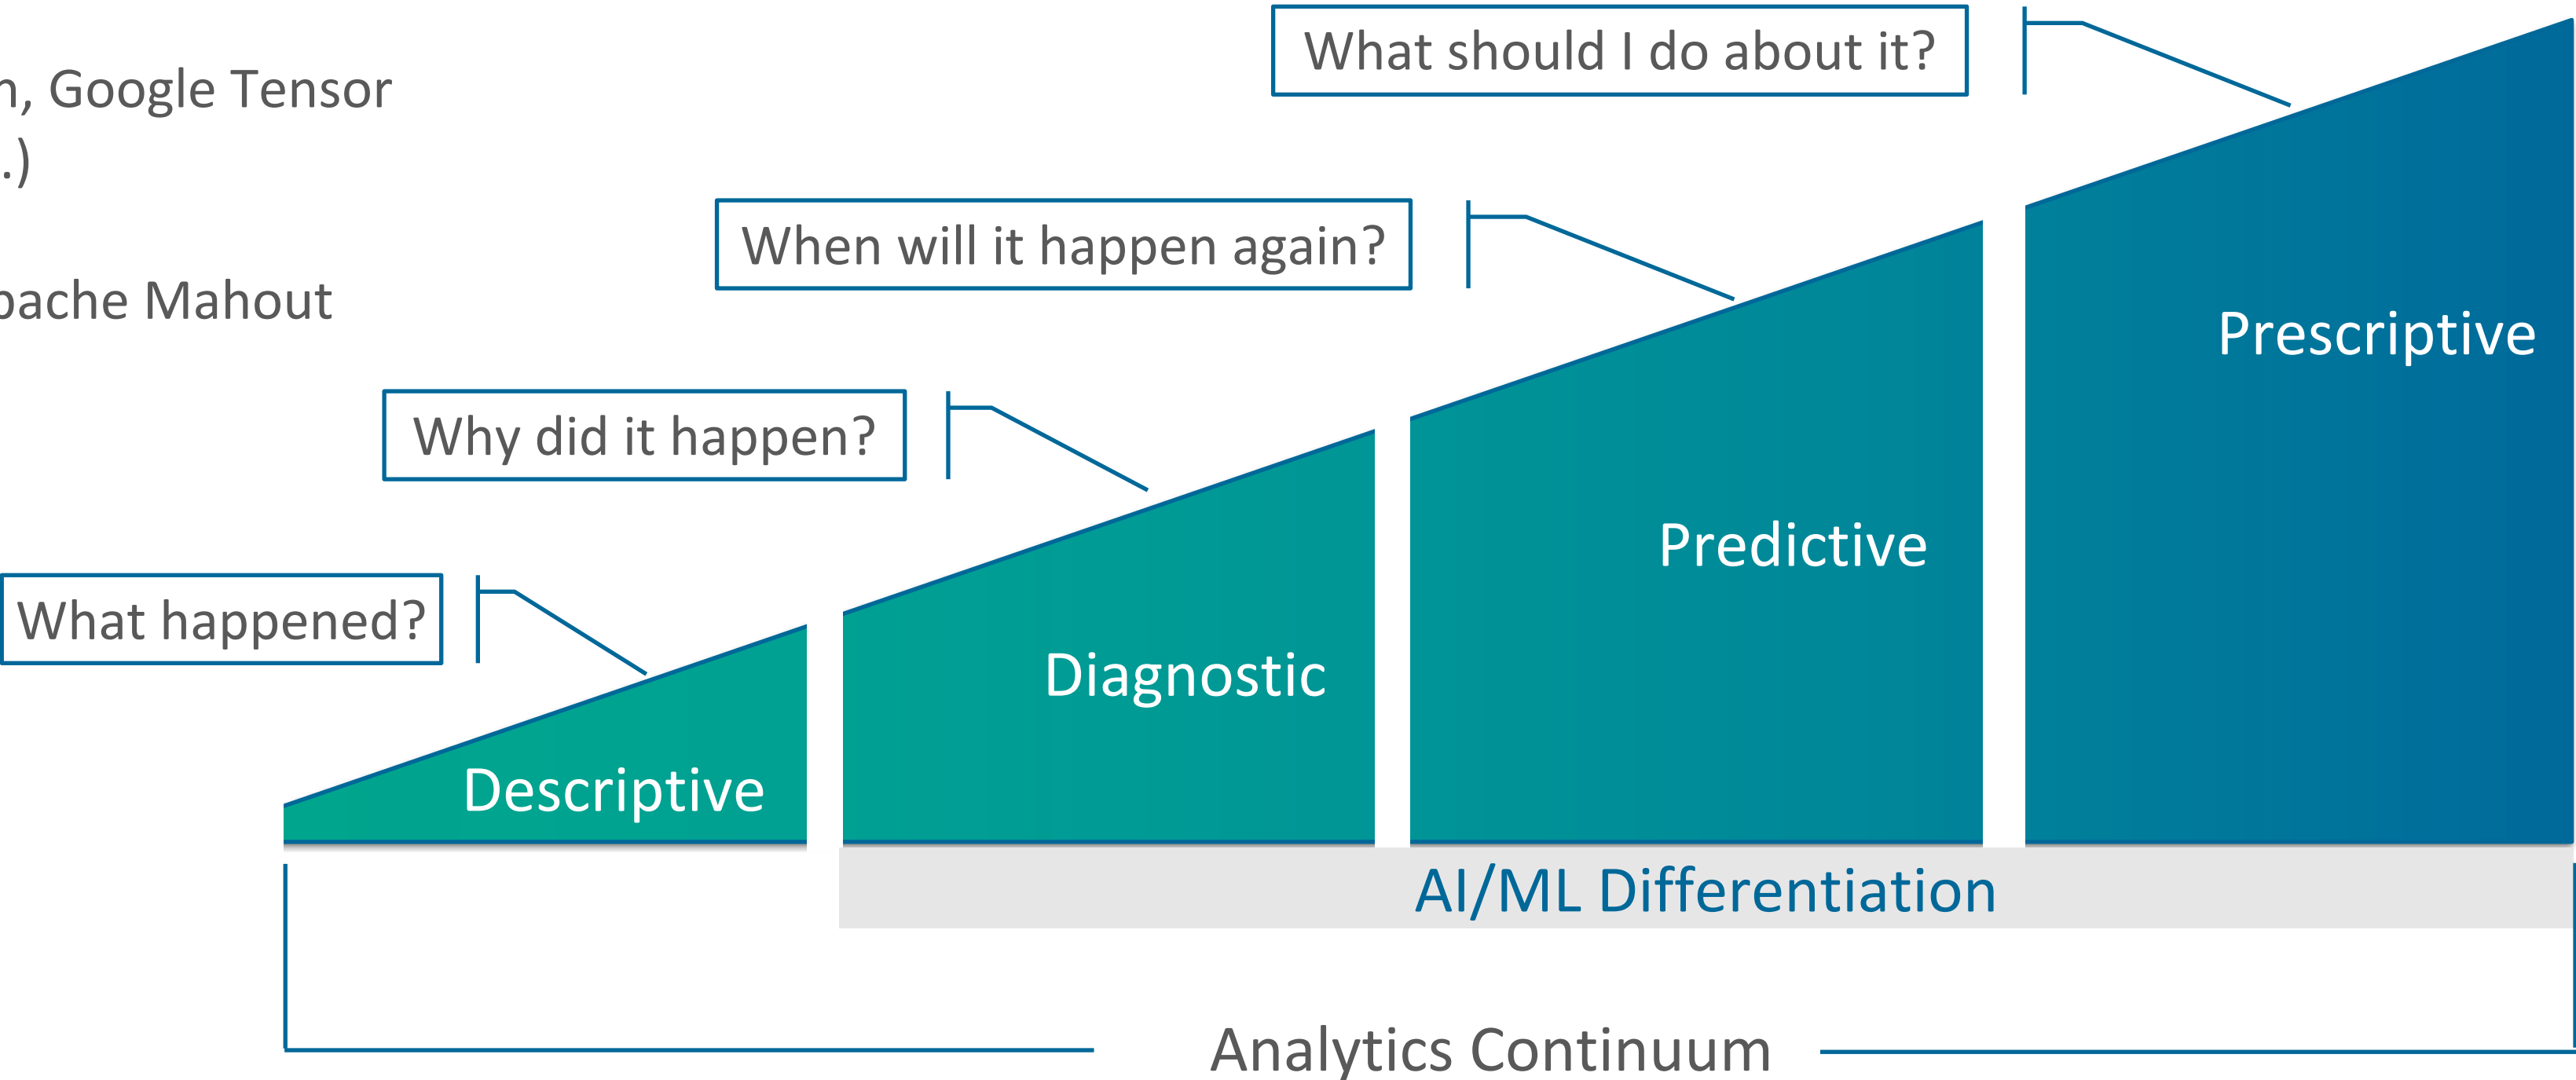 What should I do about it?
, Google Tensor
.)
When will it happen again?
Mahout
Prescriptive
Why did it happen?
Predictive
What happened?
Diagnostic
Descriptive
AI/ML Differentiation
Analytics Continuum